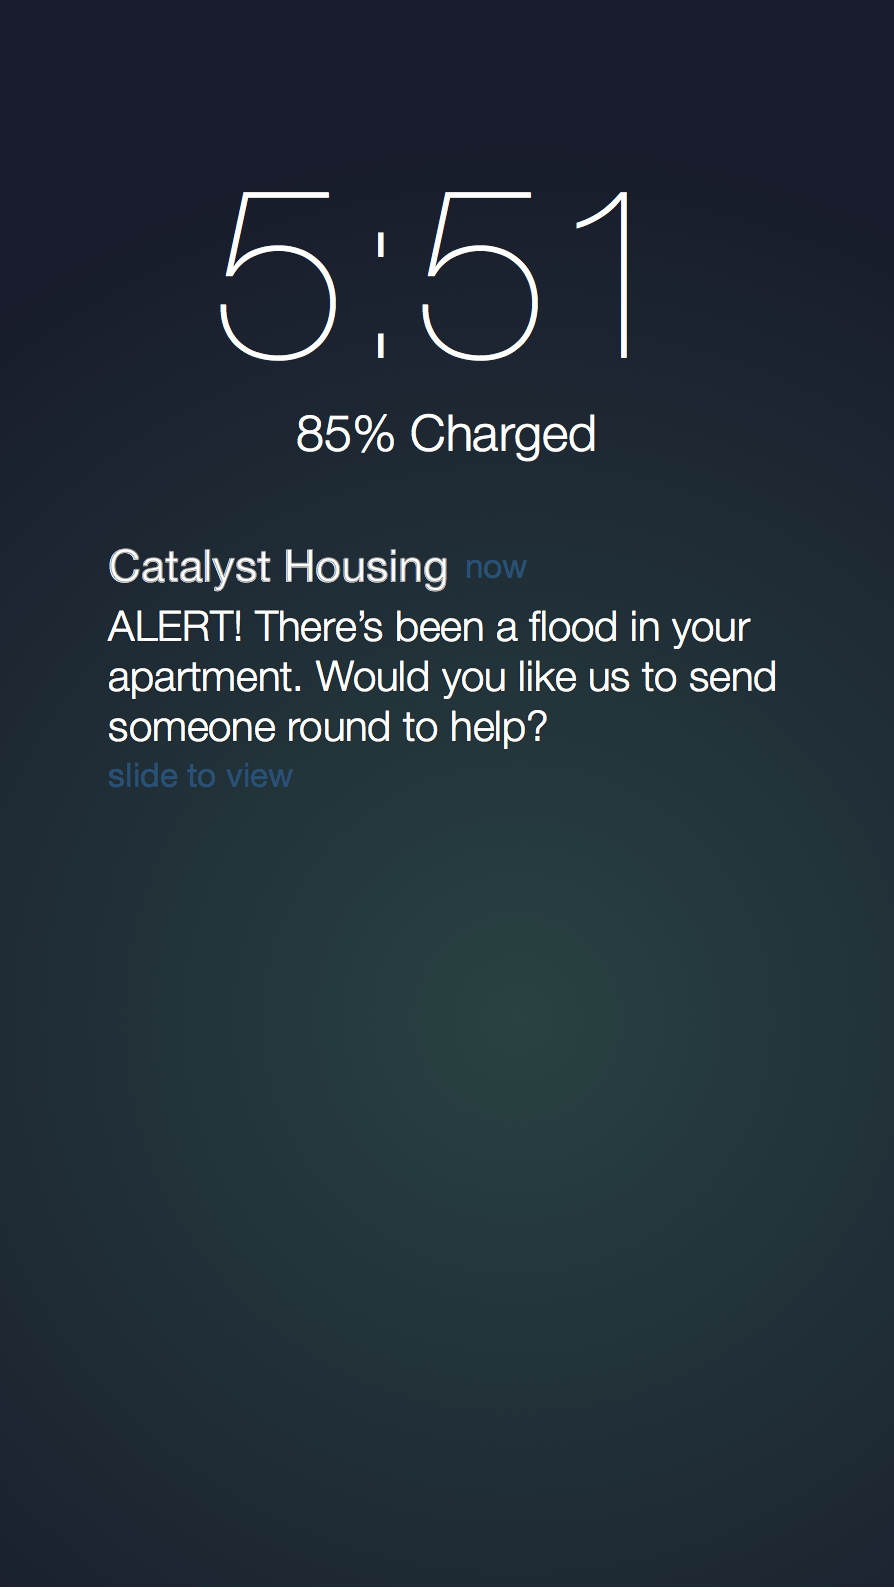 5:51
85% Charged
Catalyst Housing now
ALERT! There’s been a flood in your
apartment. Would you like us to send
someone round to help?
slide to view